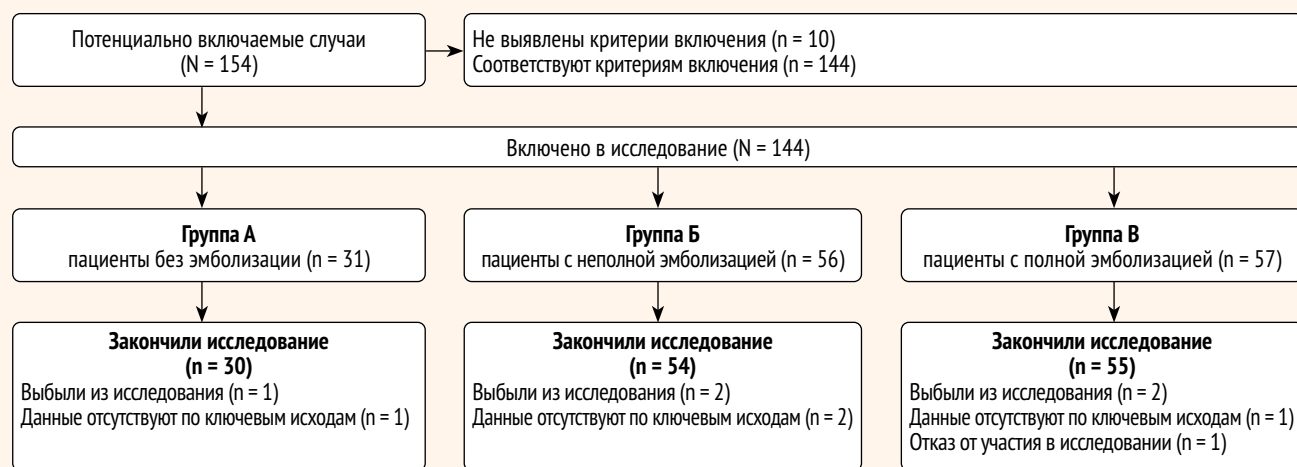 Потенциально включаемые случаи
(N = 154)
Не выявлены критерии включения (n = 10)
Соответствуют критериям включения (n = 144)
Включено в исследование (N = 144)
Группа А
пациенты без эмболизации (n = 31)
Группа Б
пациенты с неполной эмболизацией (n = 56)
Группа В
пациенты с полной эмболизацией (n = 57)
Закончили исследование
(n = 30)
Выбыли из исследования (n = 1)
Данные отсутствуют по ключевым исходам (n = 1)
Закончили исследование
(n = 54)
Выбыли из исследования (n = 2)
Данные отсутствуют по ключевым исходам (n = 2)
Закончили исследование
(n = 55)
Выбыли из исследования (n = 2)
Данные отсутствуют по ключевым исходам (n = 1)
Отказ от участия в исследовании (n = 1)